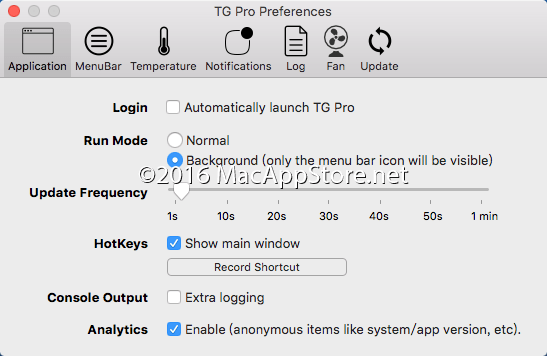 TG Pro Preferences
Application MenuBar Temperature Notifications Log Fan Update
Login Automatically launch TG Pro
Run Mode Normal
Background (only the menu bar icon will be visible)
©2016 MacAppStore.net
Update Frequency
1s 10s 20s 30s 40s 50s 1 min
HotKeys Show main window
Record Shortcut
Console Output Extra logging
Analytics Enable (anonymous items like system/app version, etc).